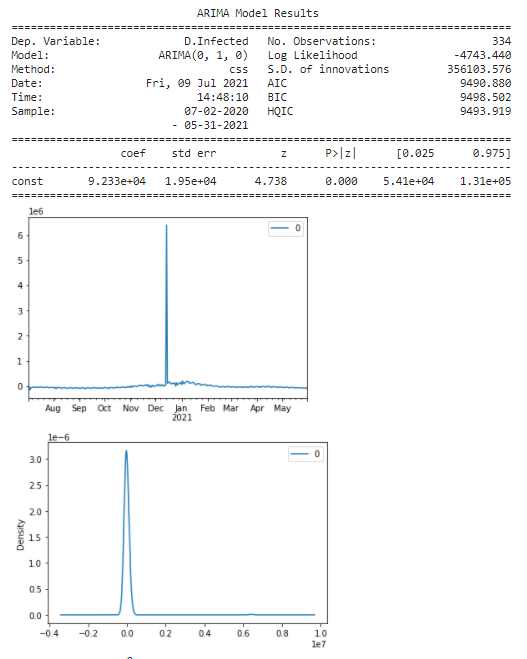 ARIMA Model Results
Dep. Variable: D.Infected No. Observations: 334
Model: ARIMA(0, 1, 0) Log Likelihood -4743.440
Method: css S.D. of innovations 356103.576
Date: Fri, 09 Jul 2021 AIC 9490.880
Time: 14:48:10 BIC 9498.502
Sample: 07-02-2020 HQIC 9493.919
- 05-31-2021
coef std err z P>|z| [0.025 0.975]
const 9.233e+04 1.95e+04 4.738 0.000 5.41e+04 1.31e+05
1e6
0
6
5
4
3
2
1
0
Aug Sep Oct Nov Dec Jan Feb Mar Apr May
2021
1e-6
0
3.0
2.5
2.0
1.5
1.0
0.5
0.0
Density
−0.4 −0.2 0.0 0.2 0.4 0.6 0.8 1.0
1e7